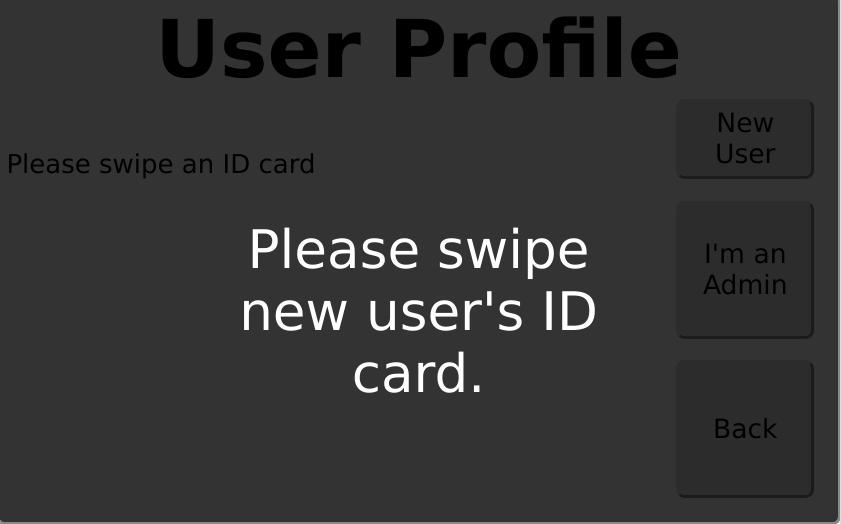 User Profile
New
User
Please swipe an ID card
Please swipe
new user's ID
card.
I'm an
Admin
Back